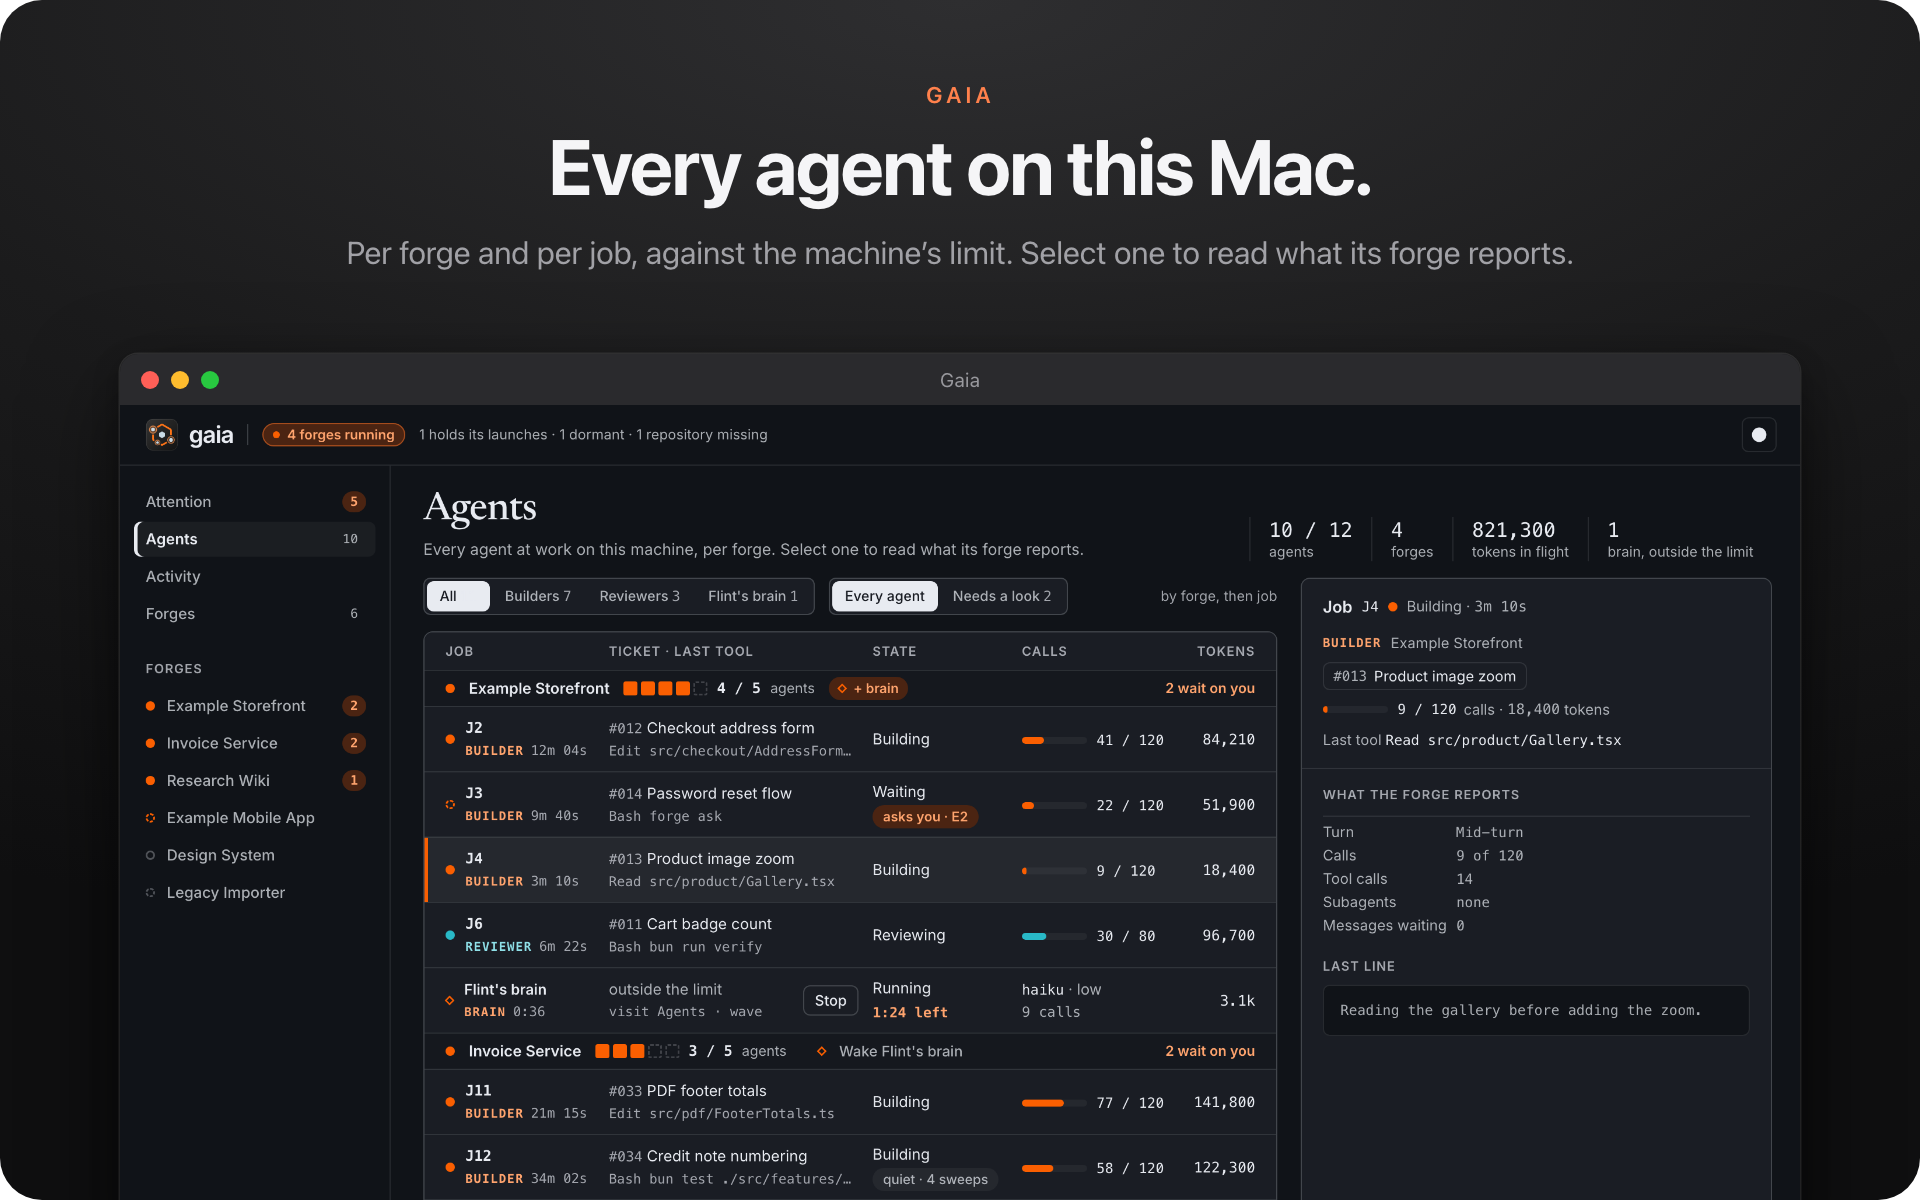 GAIA
Every agent on this Mac.
Per forge and per job, against the machine’s limit. Select one to read what its forge reports.
Gaia
gaia
4 forges running
1 holds its launches · 1 dormant · 1 repository missing
Attention 5
Agents 10
Activity
Forges 6
FORGES
Example Storefront 2
Invoice Service 2
Research Wiki 1
Example Mobile App
Design System
Legacy Importer
Agents
Every agent at work on this machine, per forge. Select one to read what its forge reports.
10 / 12 agents
4 forges
821,300 tokens in flight
1 brain, outside the limit
All Builders 7 Reviewers 3 Flint's brain 1
Every agent Needs a look 2
by forge, then job
JOB TICKET · LAST TOOL STATE CALLS TOKENS
Example Storefront 4 / 5 agents + brain 2 wait on you
J2 #012 Checkout address form Building 41 / 120 84,210
BUILDER 12m 04s Edit src/checkout/AddressForm…
J3 #014 Password reset flow Waiting 22 / 120 51,900
BUILDER 9m 40s Bash forge ask asks you · E2
J4 #013 Product image zoom Building 9 / 120 18,400
BUILDER 3m 10s Read src/product/Gallery.tsx
J6 #011 Cart badge count Reviewing 30 / 80 96,700
REVIEWER 6m 22s Bash bun run verify
Flint's brain outside the limit Stop Running haiku · low 3.1k
BRAIN 0:36 visit Agents · wave 1:24 left 9 calls
Invoice Service 3 / 5 agents Wake Flint's brain 2 wait on you
J11 #033 PDF footer totals Building 77 / 120 141,800
BUILDER 21m 15s Edit src/pdf/FooterTotals.ts
J12 #034 Credit note numbering Building 58 / 120 122,300
BUILDER 34m 02s Bash bun test ./src/features/… quiet · 4 sweeps
Job J4 Building · 3m 10s
BUILDER Example Storefront
#013 Product image zoom
9 / 120 calls · 18,400 tokens
Last tool Read src/product/Gallery.tsx
WHAT THE FORGE REPORTS
Turn Mid-turn
Calls 9 of 120
Tool calls 14
Subagents none
Messages waiting 0
LAST LINE
Reading the gallery before adding the zoom.